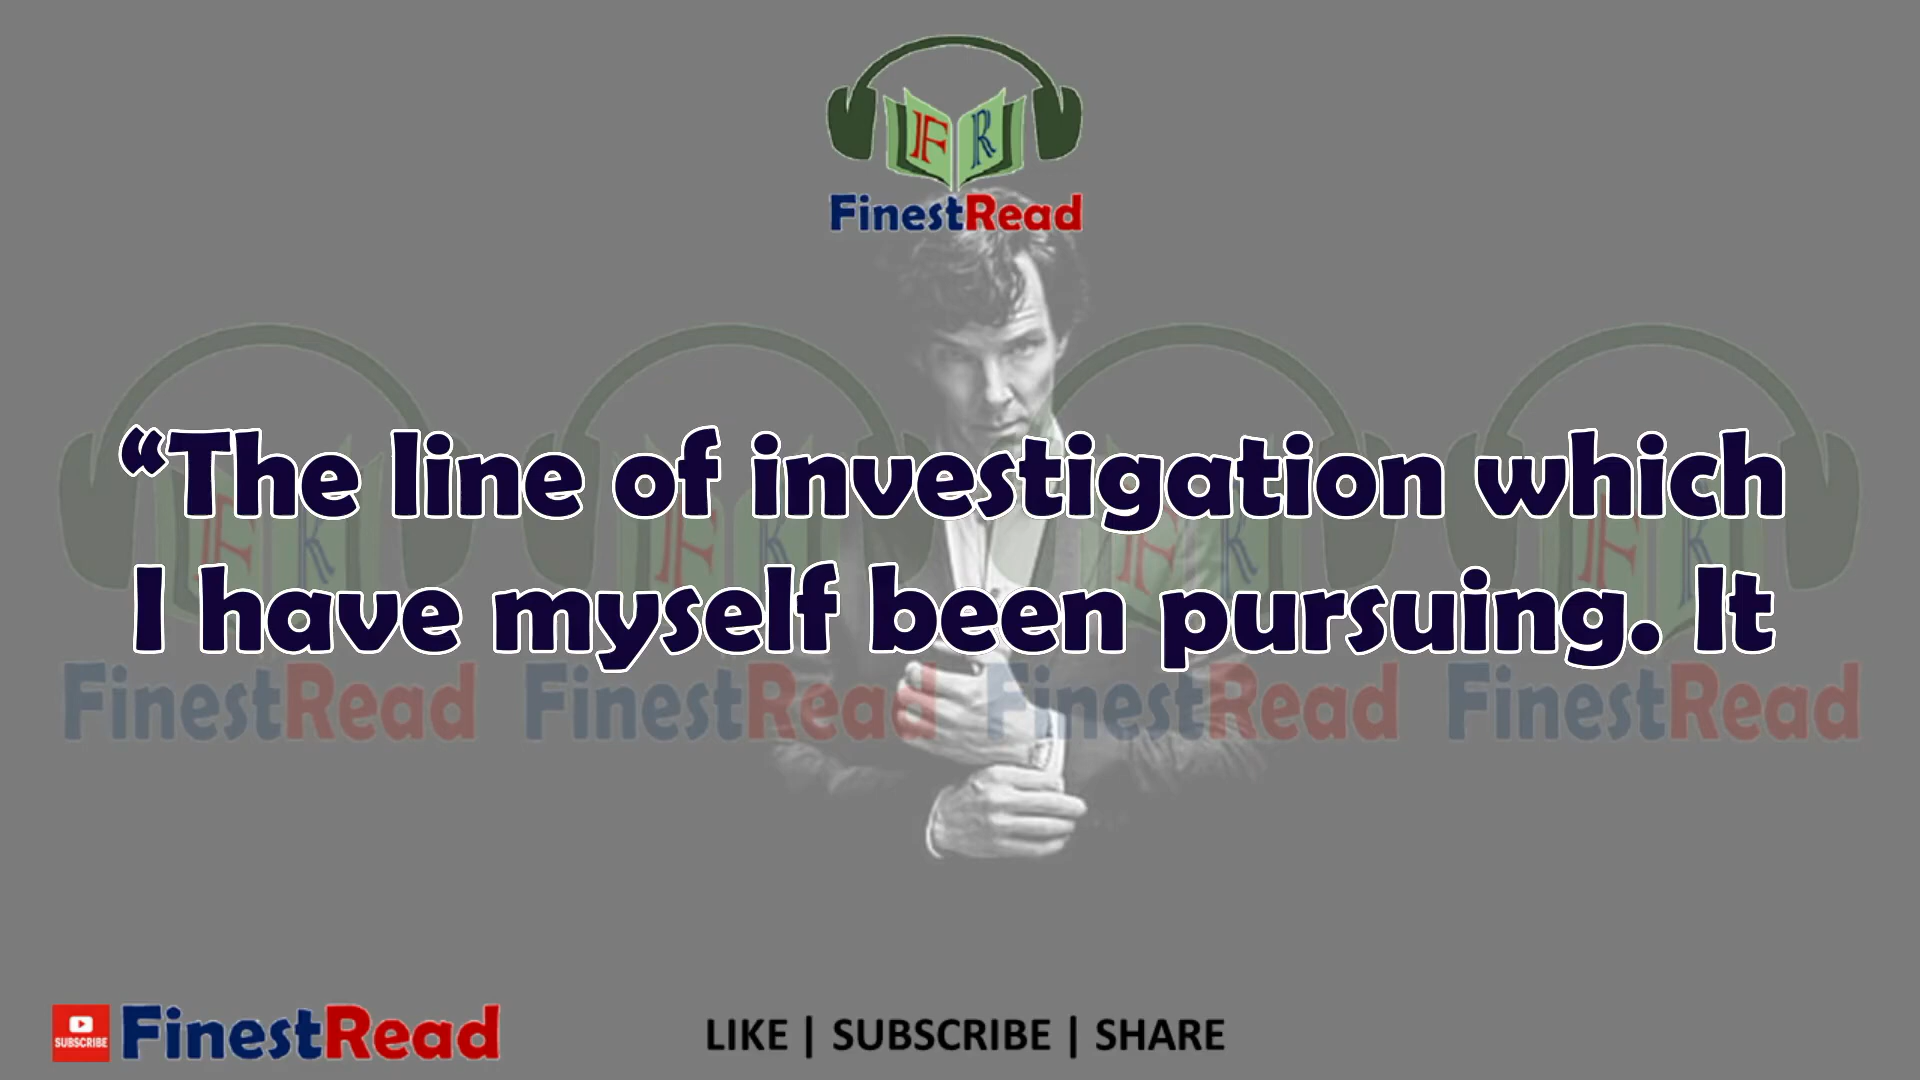 F R
FinestRead
“The line of investigation which
I have myself been pursuing. It
F R F R F R F R
FinestRead FinestRead FinestRead FinestRead
SUBSCRIBE
FinestRead
LIKE | SUBSCRIBE | SHARE